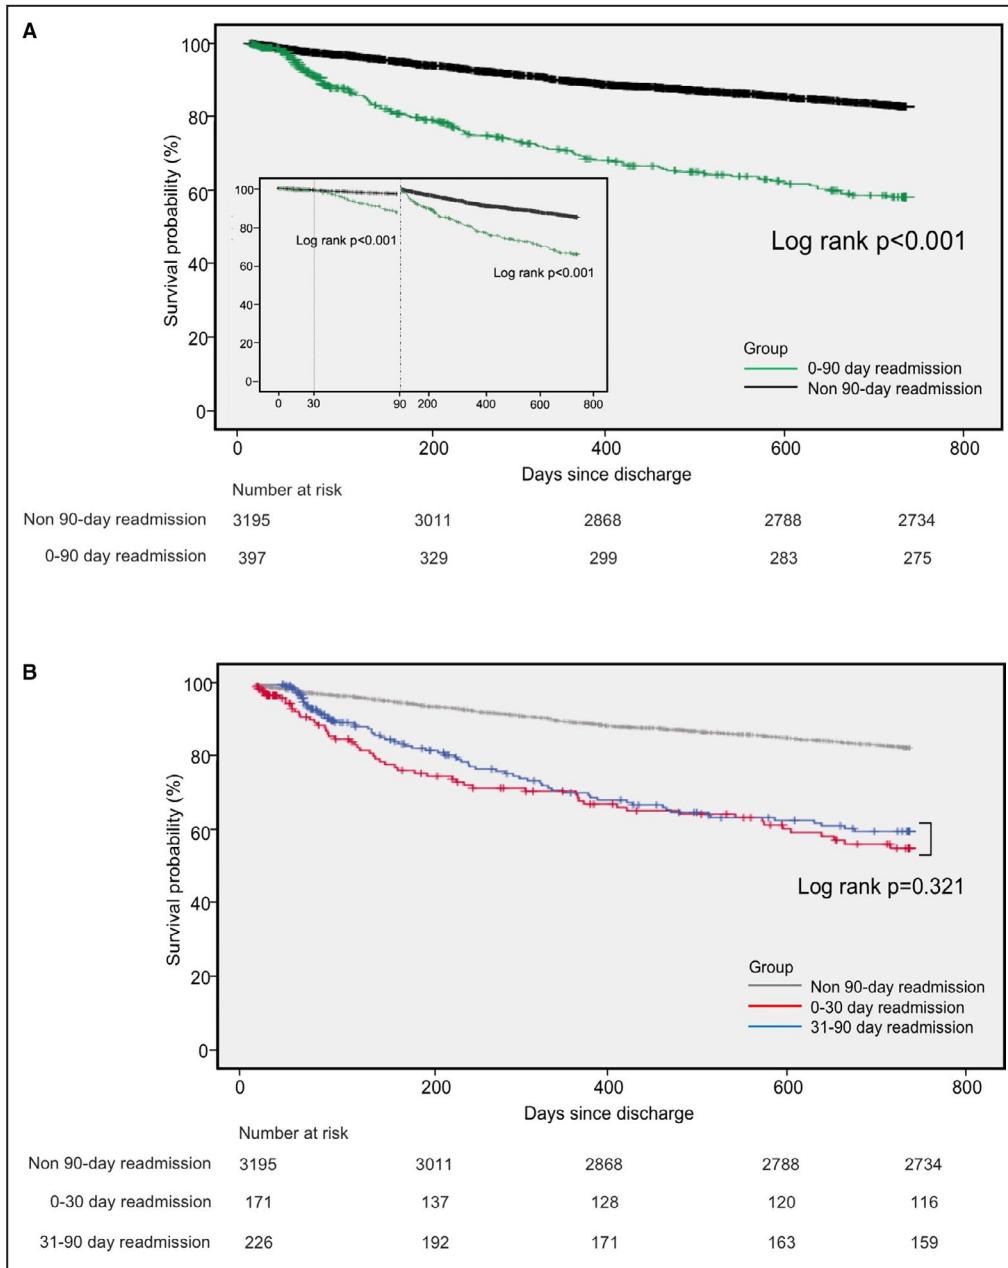 A
100
80
60
40
20
0
Survival probability (%)
100
80
60
40
20
0
Log rank p<0.001
Log rank p<0.001
0 30 90 200 400 600 800
Log rank p<0.001
Group
0-90 day readmission
Non 90-day readmission
0 200 400 600 800
Days since discharge
Number at risk
Non 90-day readmission 3195 3011 2868 2788 2734
0-90 day readmission 397 329 299 283 275
B
100
80
60
40
20
0
Survival probability (%)
Log rank p=0.321
Group
Non 90-day readmission
0-30 day readmission
31-90 day readmission
0 200 400 600 800
Days since discharge
Number at risk
Non 90-day readmission 3195 3011 2868 2788 2734
0-30 day readmission 171 137 128 120 116
31-90 day readmission 226 192 171 163 159